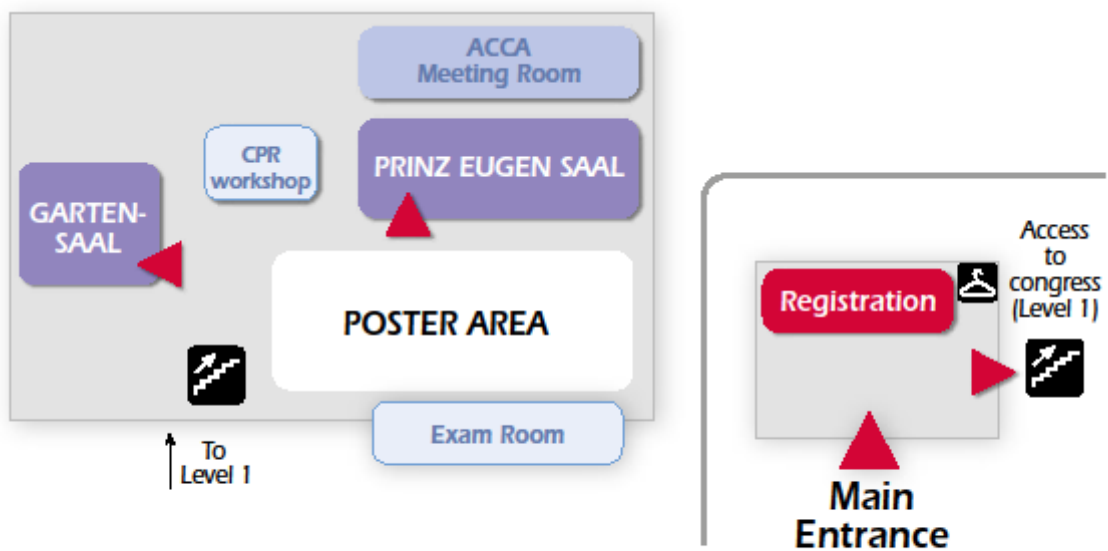 ACCA
Meeting Room
CPR
workshop
PRINZ EUGEN SAAL
GARTEN-
SAAL
POSTER AREA
Exam Room
To
Level 1
Access
to
congress
(Level 1)
Registration
Main
Entrance